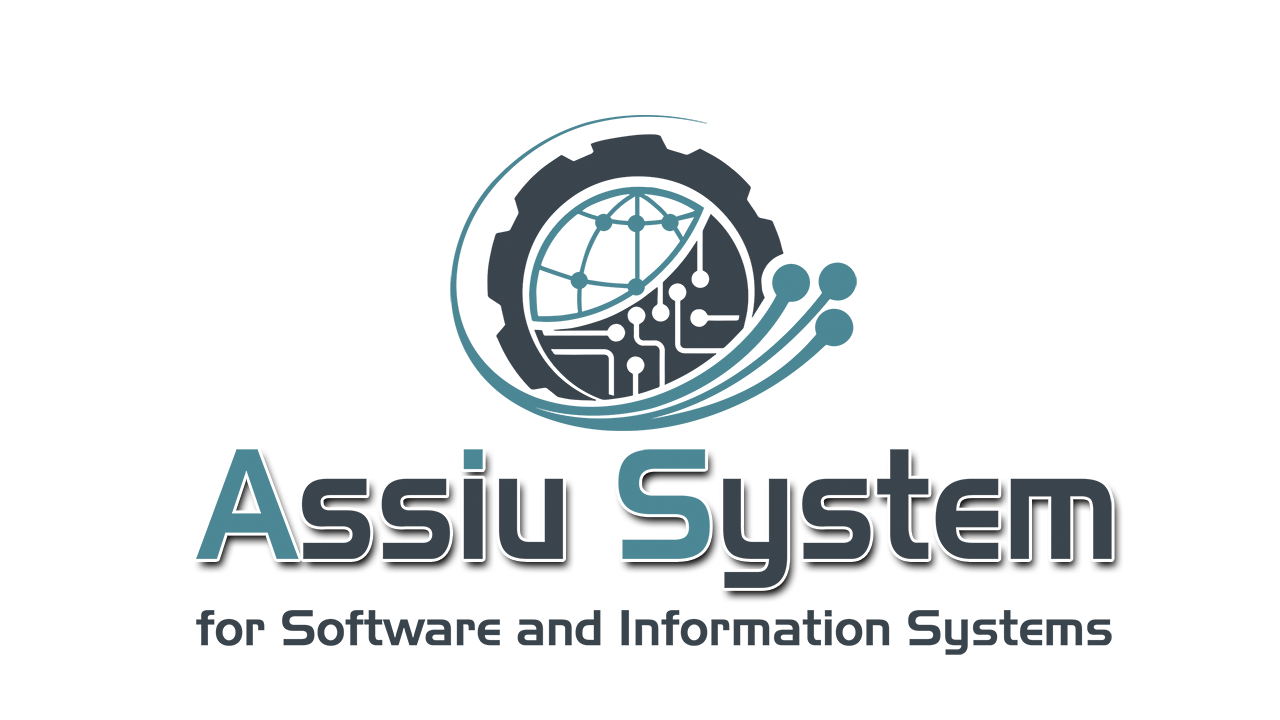 Assiu System
for Software and Information Systems